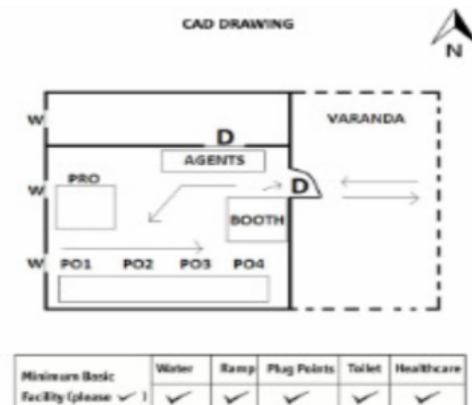 CAD DRAWING
N
W
VARANDA
D
AGENTS
PRO
W
D
BOOTH
W
PO1 PO2 PO3 PO4
Minimum Basic Facility (please ✓ ) Water Ramp Plug Points Toilet Healthcare
✓ ✓ ✓ ✓ ✓